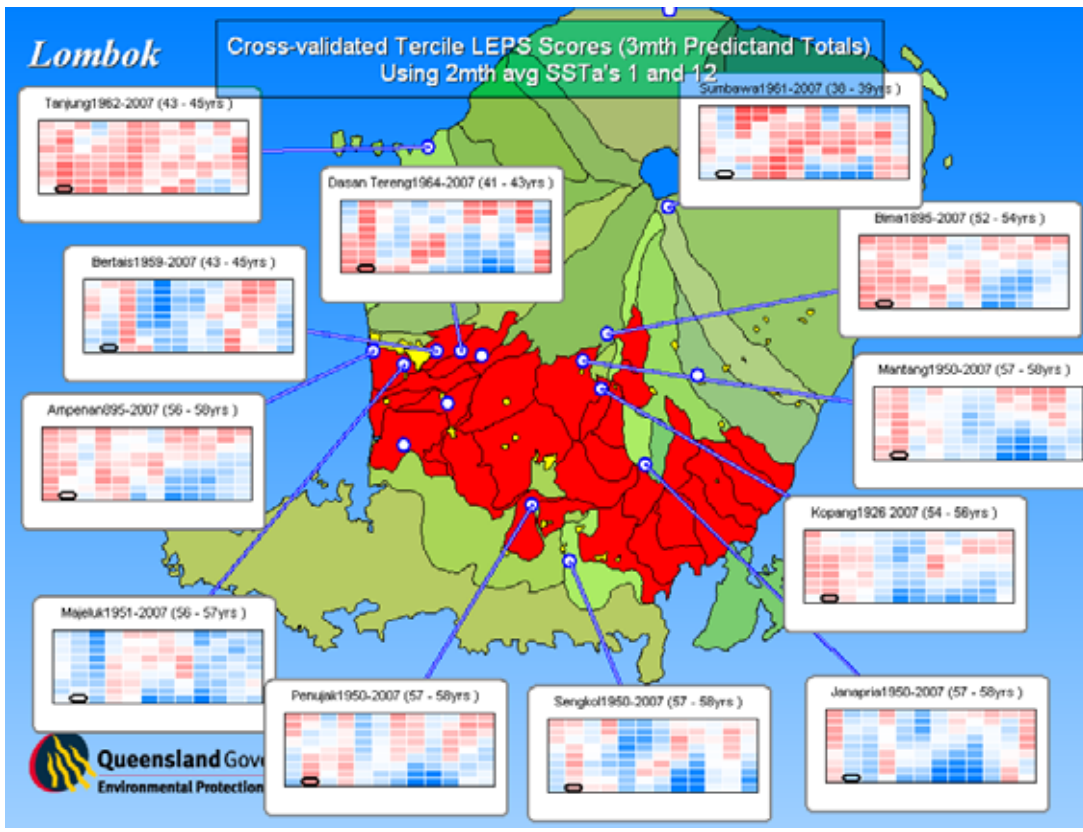 Lombok
Cross-validated Tercile LEPS Scores (3mth Predictand Totals)
Using 2mth avg SSTa's 1 and 12
Tanjung1962-2007 (43 - 45yrs )
Sumbawa1961-2007 (38 - 39yrs )
Dasan Tereng1964-2007 (41 - 43yrs )
Bima1895-2007 (52 - 54yrs )
Bertais1959-2007 (43 - 45yrs )
Mantang1950-2007 (57 - 58yrs )
Ampenan895-2007 (56 - 58yrs )
Kopang1926 2007 (54 - 56yrs )
Majeluk1951-2007 (56 - 57yrs )
Penujak1950-2007 (57 - 58yrs )
Sengkol1950-2007 (57 - 58yrs )
Janapria1950-2007 (57 - 58yrs )
Queensland Gov
Environmental Protection